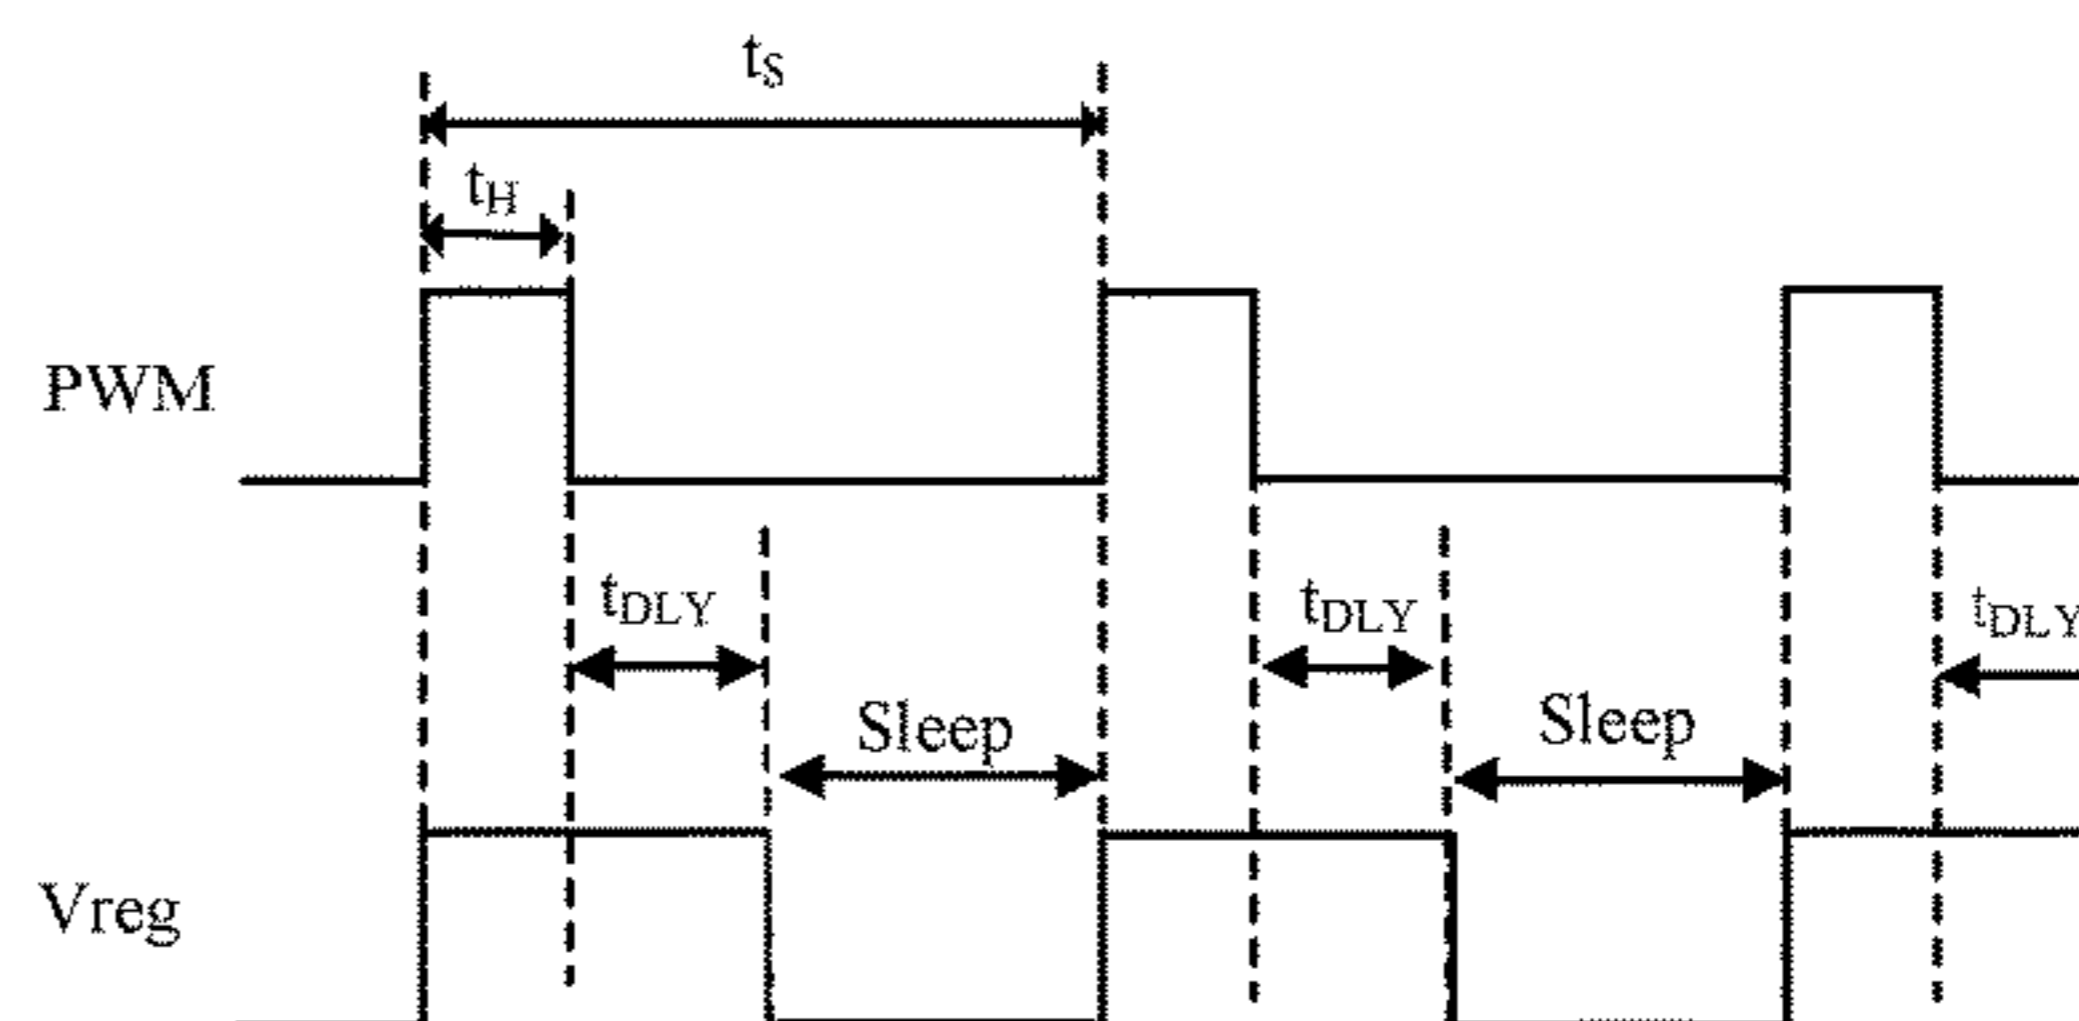 tS
tH
PWM
tDLY
tDLY
tDLY
Sleep
Sleep
Vreg